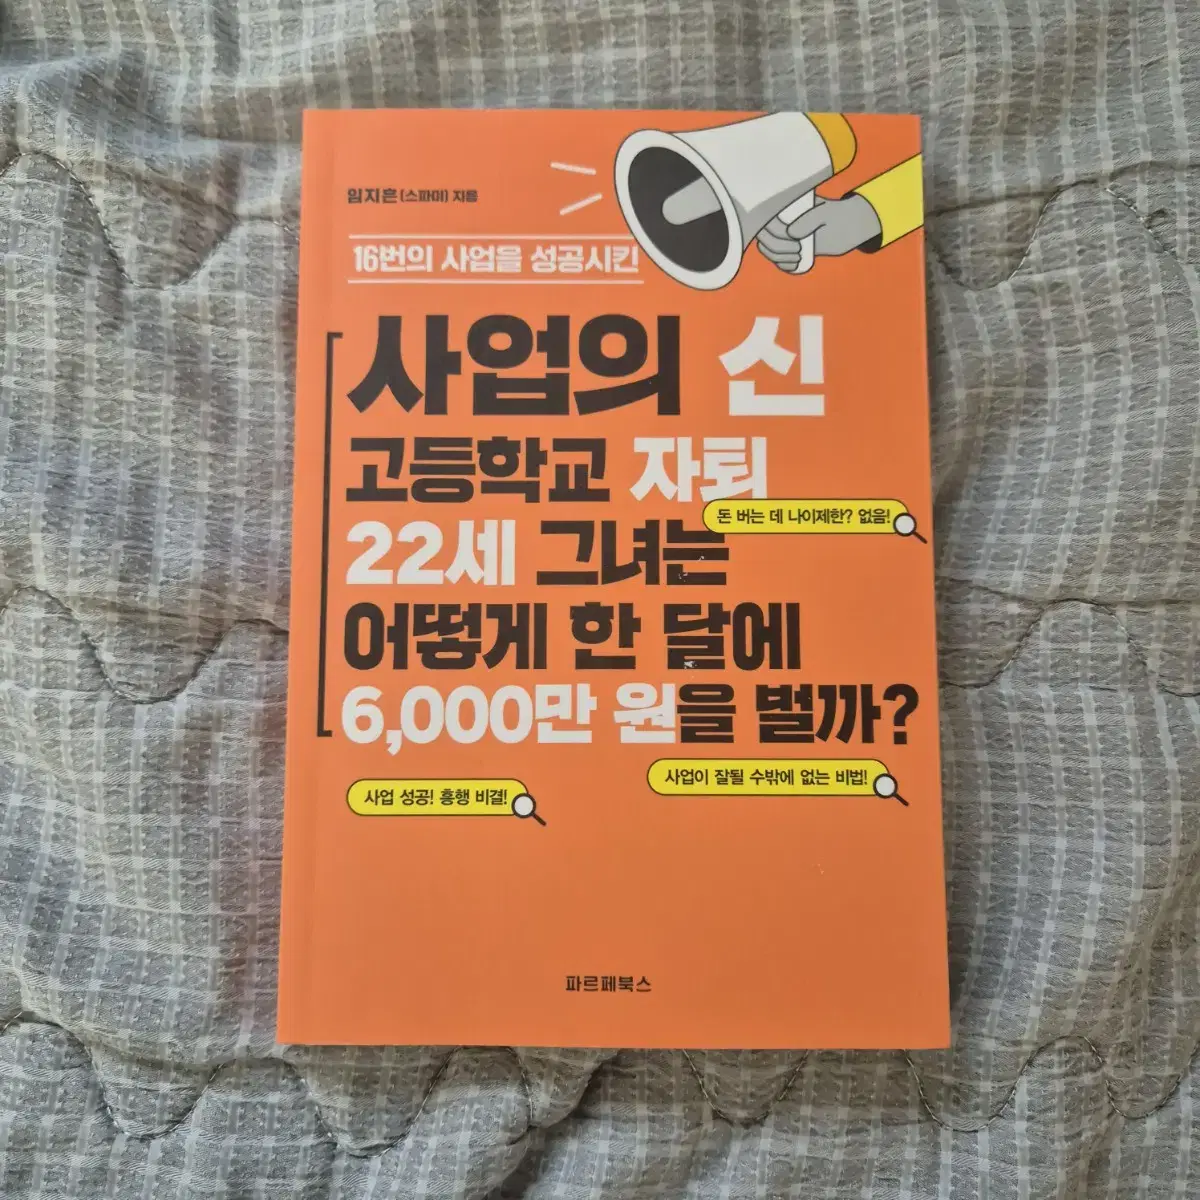 임지흔(스파미) 지음
16번의 사업을 성공시킨
사업의 신
고등학교 자퇴
돈 버는 데 나이제한? 없음!
22세 그녀는
어떻게 한 달에
6,000만 원을 벌까?
사업이 잘될 수밖에 없는 비법!
사업 성공! 흥행 비결!
파르페북스